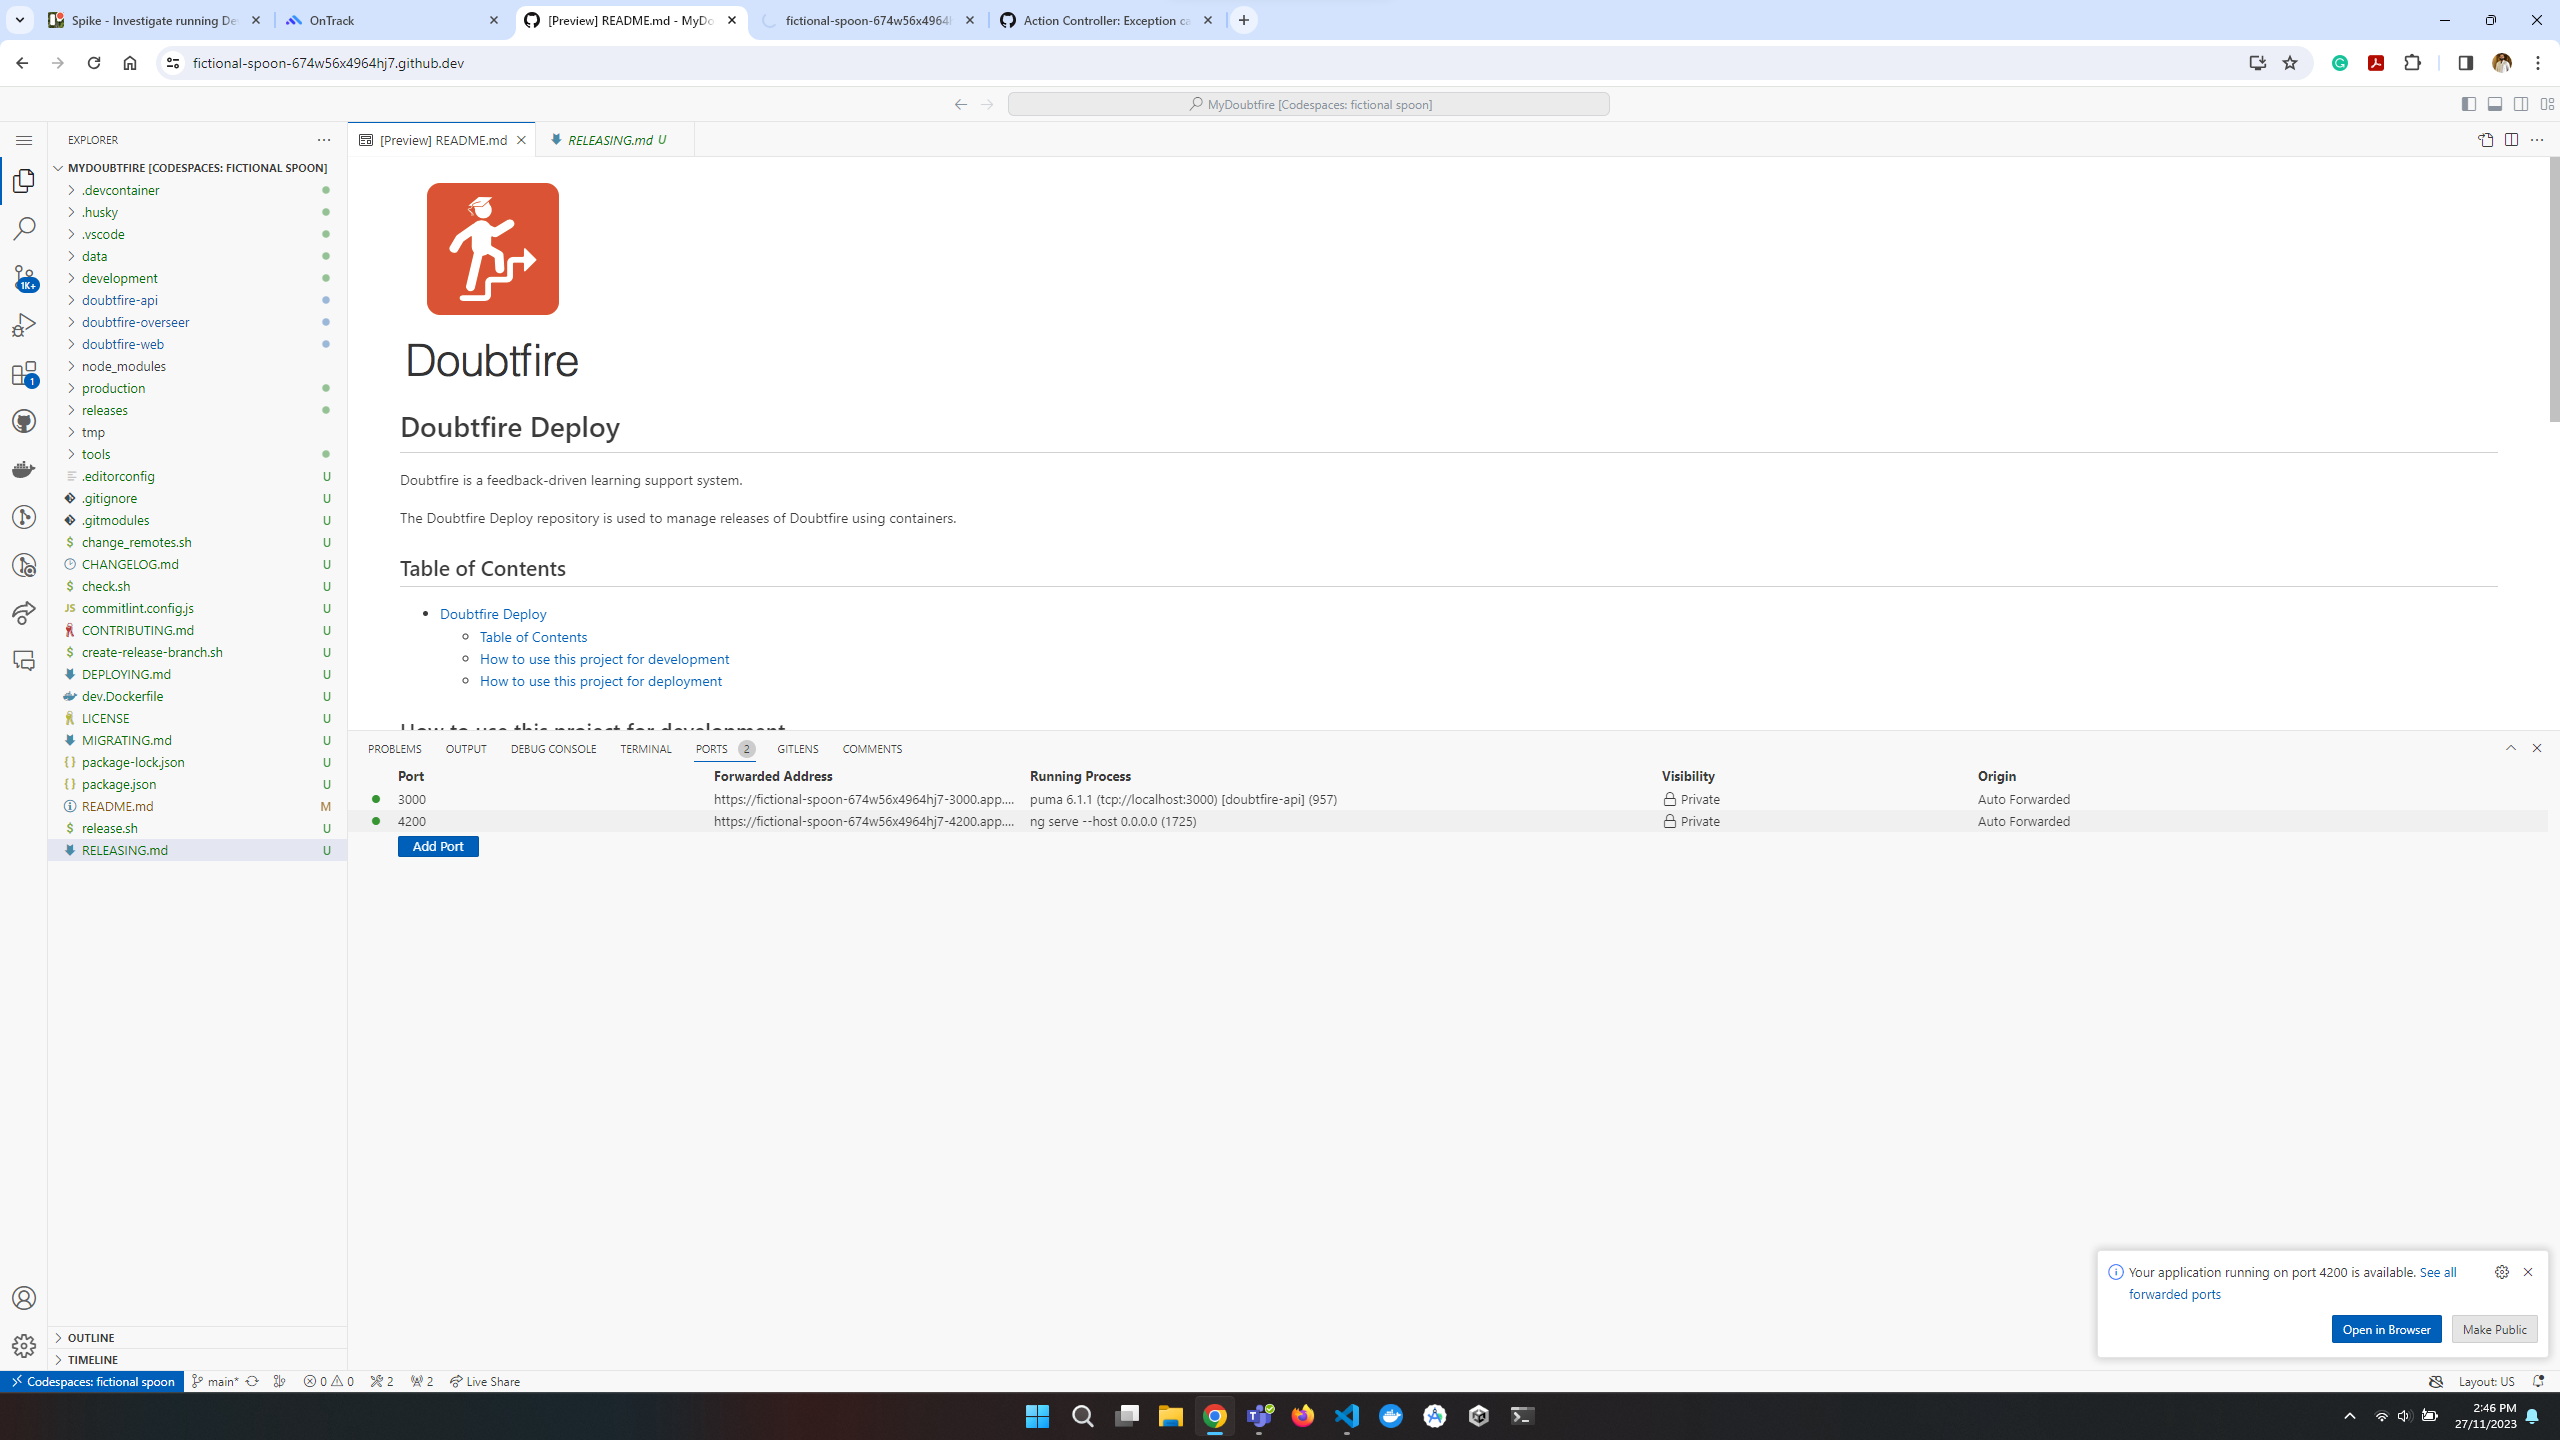 Spike - Investigate running De
OnTrack
[Preview] README.md - MyDo
fictional-spoon-674w56x4964h
Action Controller: Exception ca
fictional-spoon-674w56x4964hj7.github.dev
MyDoubtfire [Codespaces: fictional spoon]
EXPLORER
[Preview] README.md
RELEASING.md U
MYDOUBTFIRE [CODESPACES: FICTIONAL SPOON]
.devcontainer
.husky
.vscode
data
development
doubtfire-api
doubtfire-overseer
doubtfire-web
node_modules
production
releases
tmp
tools
.editorconfig U
.gitignore U
.gitmodules U
change_remotes.sh U
CHANGELOG.md U
check.sh U
JS commitlint.config.js U
CONTRIBUTING.md U
create-release-branch.sh U
DEPLOYING.md U
dev.Dockerfile U
LICENSE U
MIGRATING.md U
package-lock.json U
package.json U
README.md M
release.sh U
RELEASING.md U
OUTLINE
TIMELINE
1K+
1
Doubtfire
Doubtfire Deploy
Doubtfire is a feedback-driven learning support system.
The Doubtfire Deploy repository is used to manage releases of Doubtfire using containers.
Table of Contents
Doubtfire Deploy
Table of Contents
How to use this project for development
How to use this project for deployment
How to use this project for development
PROBLEMS OUTPUT DEBUG CONSOLE TERMINAL PORTS 2 GITLENS COMMENTS
Port Forwarded Address Running Process Visibility Origin
3000 https://fictional-spoon-674w56x4964hj7-3000.app.... puma 6.1.1 (tcp://localhost:3000) [doubtfire-api] (957) Private Auto Forwarded
4200 https://fictional-spoon-674w56x4964hj7-4200.app.... ng serve --host 0.0.0.0 (1725) Private Auto Forwarded
Add Port
Your application running on port 4200 is available. See all
forwarded ports
Open in Browser Make Public
Codespaces: fictional spoon main* 0 0 2 2 Live Share
Layout: US
2:46 PM
27/11/2023